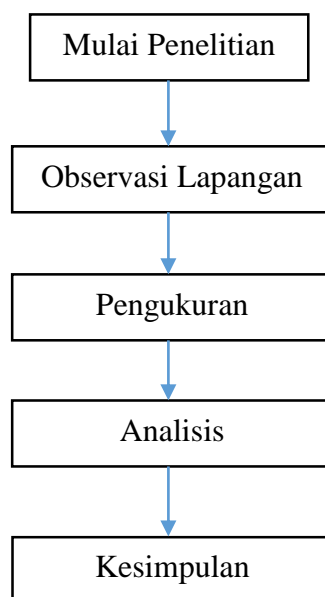 Mulai Penelitian
Observasi Lapangan
Pengukuran
Analisis
Kesimpulan